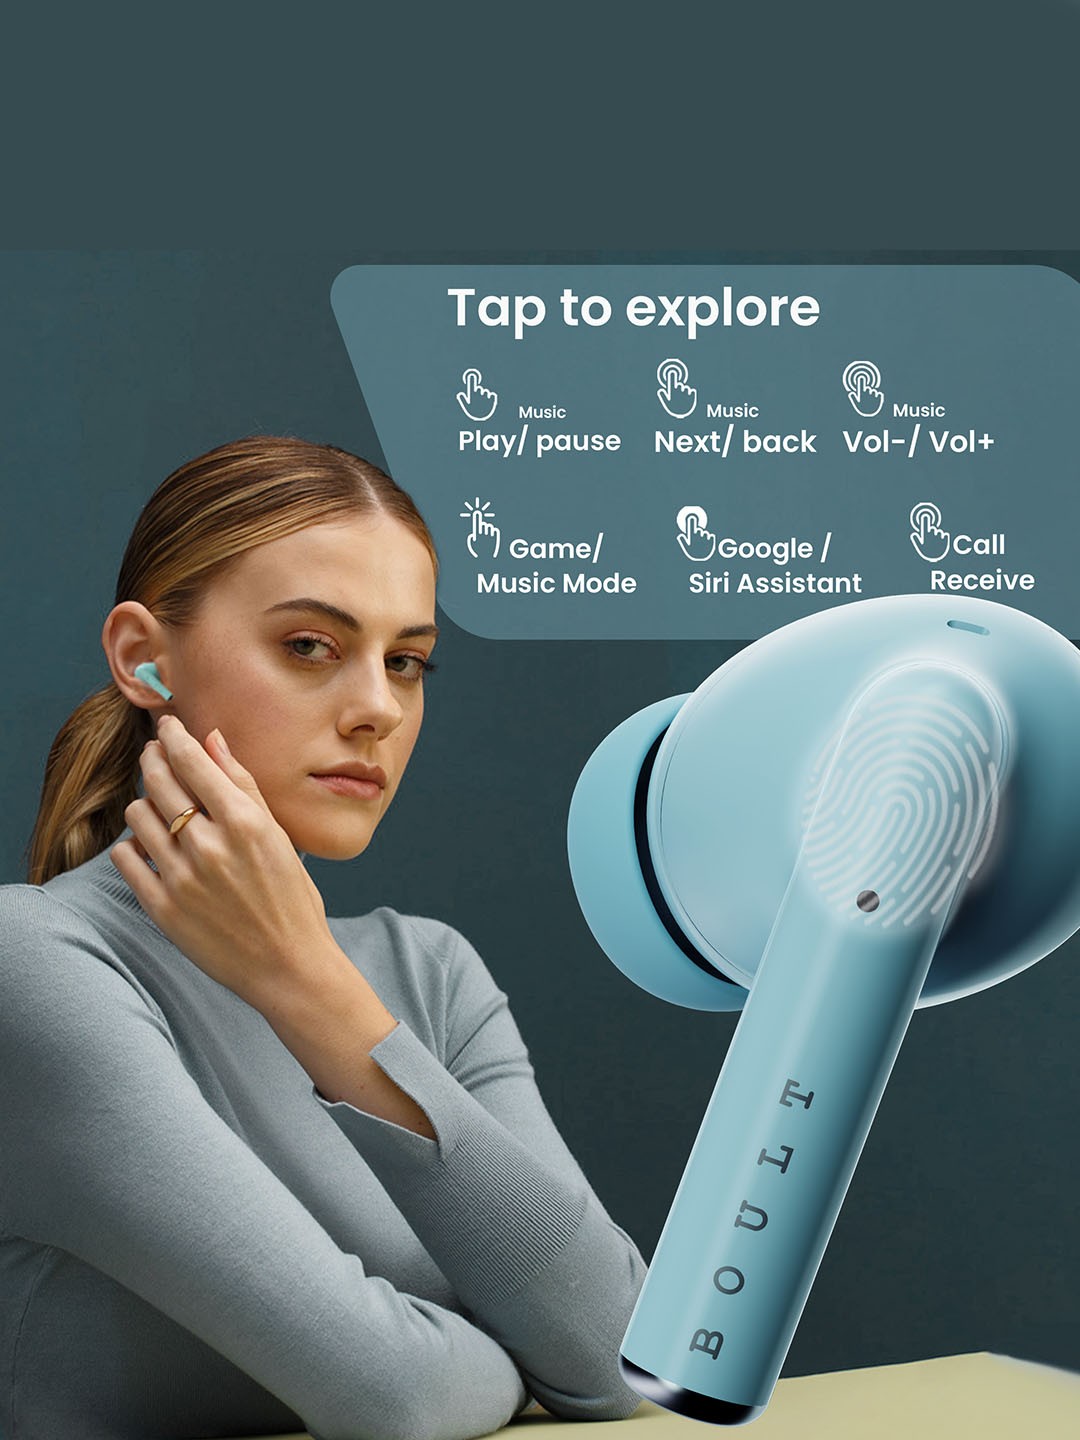 Tap to explore
Music
Play/ pause
Music
Next/ back
Music
Vol-/ Vol+
Game/
Music Mode
Google /
Siri Assistant
Call
Receive
BOULT